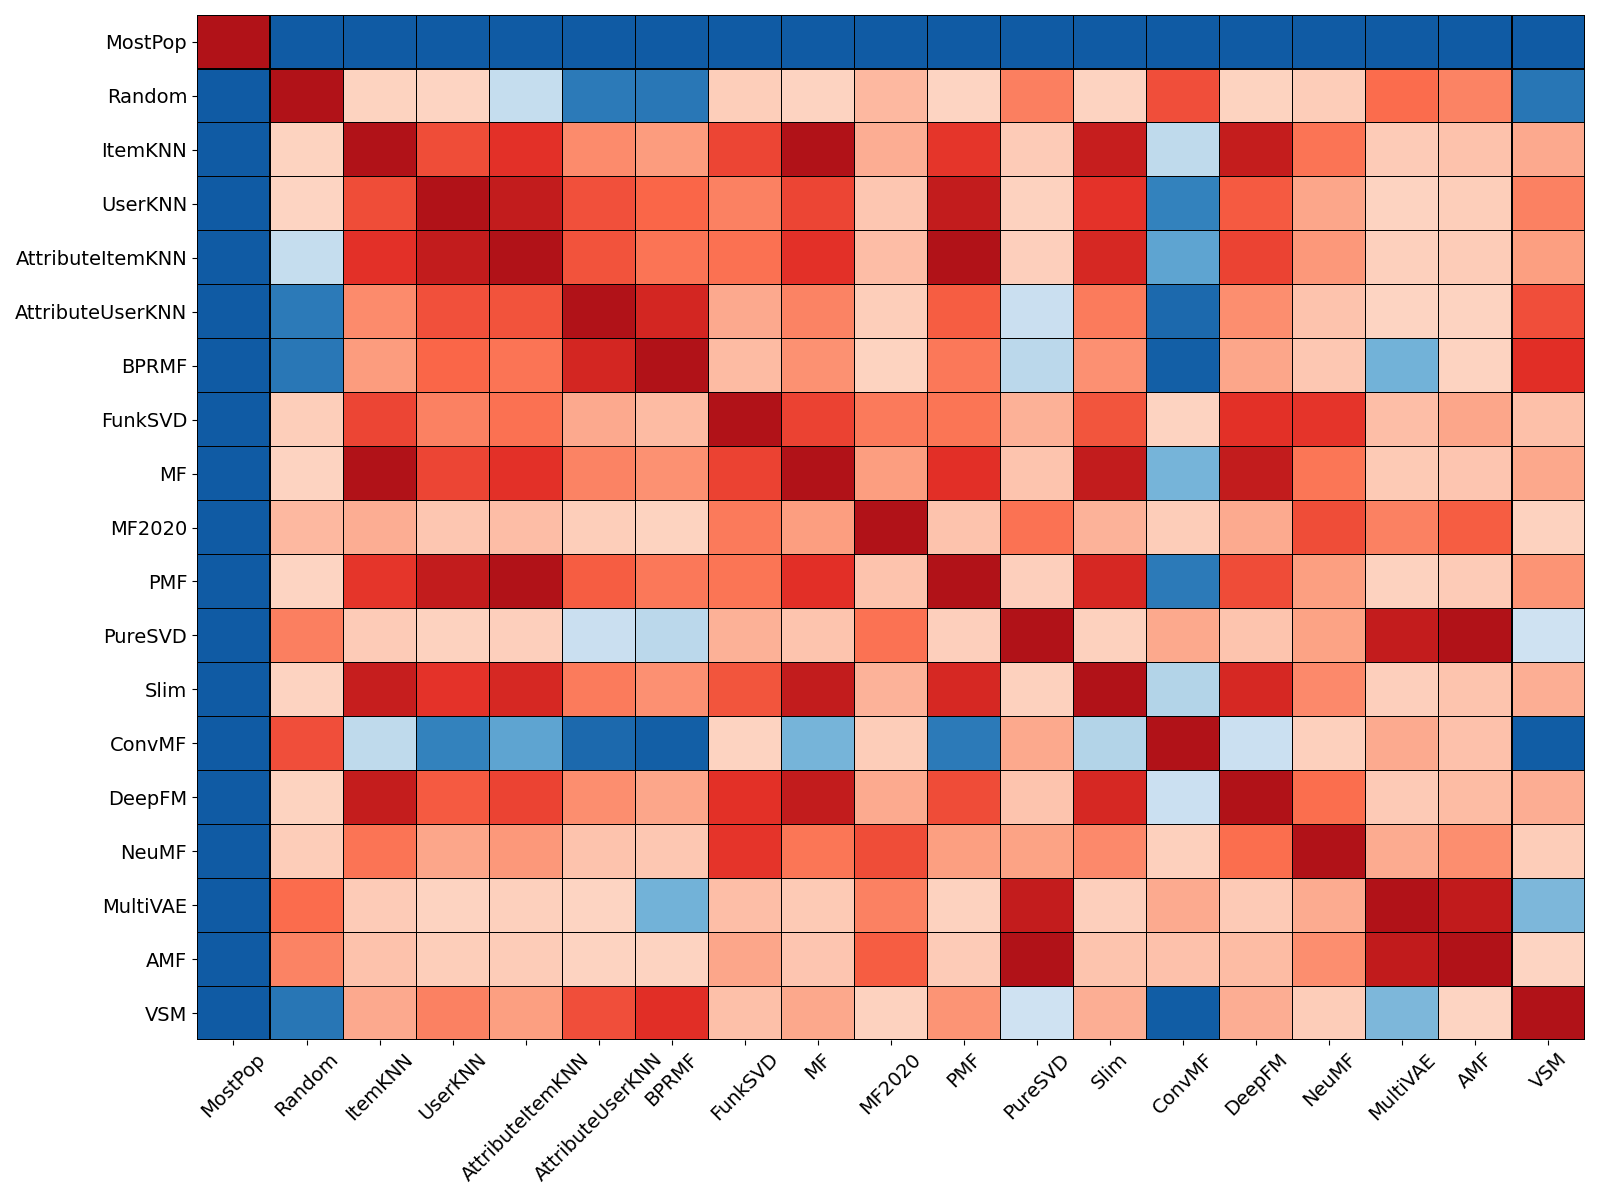 MostPop
Random
ItemKNN
UserKNN
AttributeItemKNN
AttributeUserKNN
BPRMF
FunkSVD
MF
MF2020
PMF
PureSVD
Slim
ConvMF
DeepFM
NeuMF
MultiVAE
AMF
VSM
MostPop
Random
ItemKNN
UserKNN
AttributeItemKNN
AttributeUserKNN
BPRMF
FunkSVD
MF
MF2020
PMF
PureSVD
Slim
ConvMF
DeepFM
NeuMF
MultiVAE
AMF
VSM